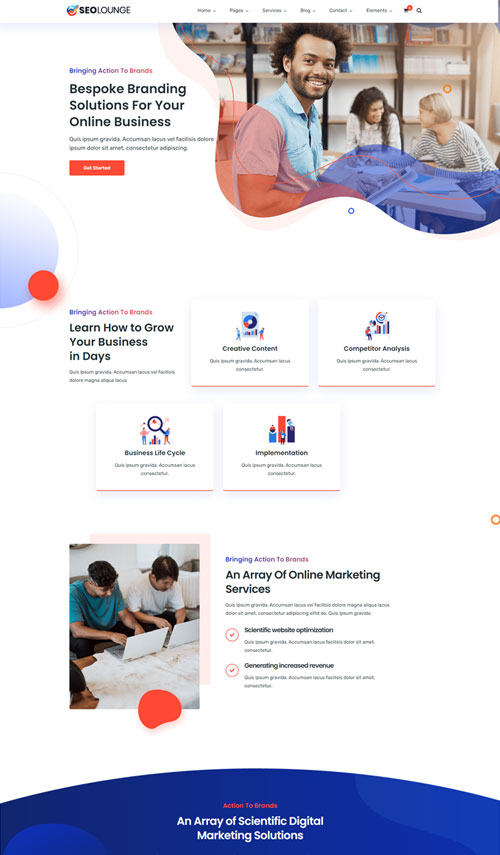 SEOLOUNGE
Home Pages Services Blog Contact Elements
Bringing Action To Brands
Bespoke Branding
Solutions For Your
Online Business
Quis ipsum gravida. Accumsan lacus vel facilisis dolore
ipsum dolor sit amet, consectetur adipiscing.
Get Started
Bringing Action To Brands
Learn How to Grow
Your Business
in Days
Quis ipsum gravida. Accumsan lacus vel facilisis
dolore magna aliqua lacus
Creative Content
Quis ipsum gravida. Accumsan lacus
consectetur.
Competitor Analysis
Quis ipsum gravida. Accumsan lacus
consectetur.
Business Life Cycle
Quis ipsum gravida. Accumsan lacus
consectetur.
Implementation
Quis ipsum gravida. Accumsan lacus
consectetur.
Bringing Action To Brands
An Array Of Online Marketing
Services
Quis ipsum gravida. Accumsan lacus vel facilisis dolore magna aliqua lacus
dolor sit amet, consectetur adipiscing elitd do. Quis ipsum gravida.
Scientific website optimization
Quis ipsum gravida. Accumsan lacus facilisis dolor sit amet,
consectetur.
Generating increased revenue
Quis ipsum gravida. Accumsan lacus facilisis dolor sit amet,
consectetur.
Action To Brands
An Array of Scientific Digital
Marketing Solutions